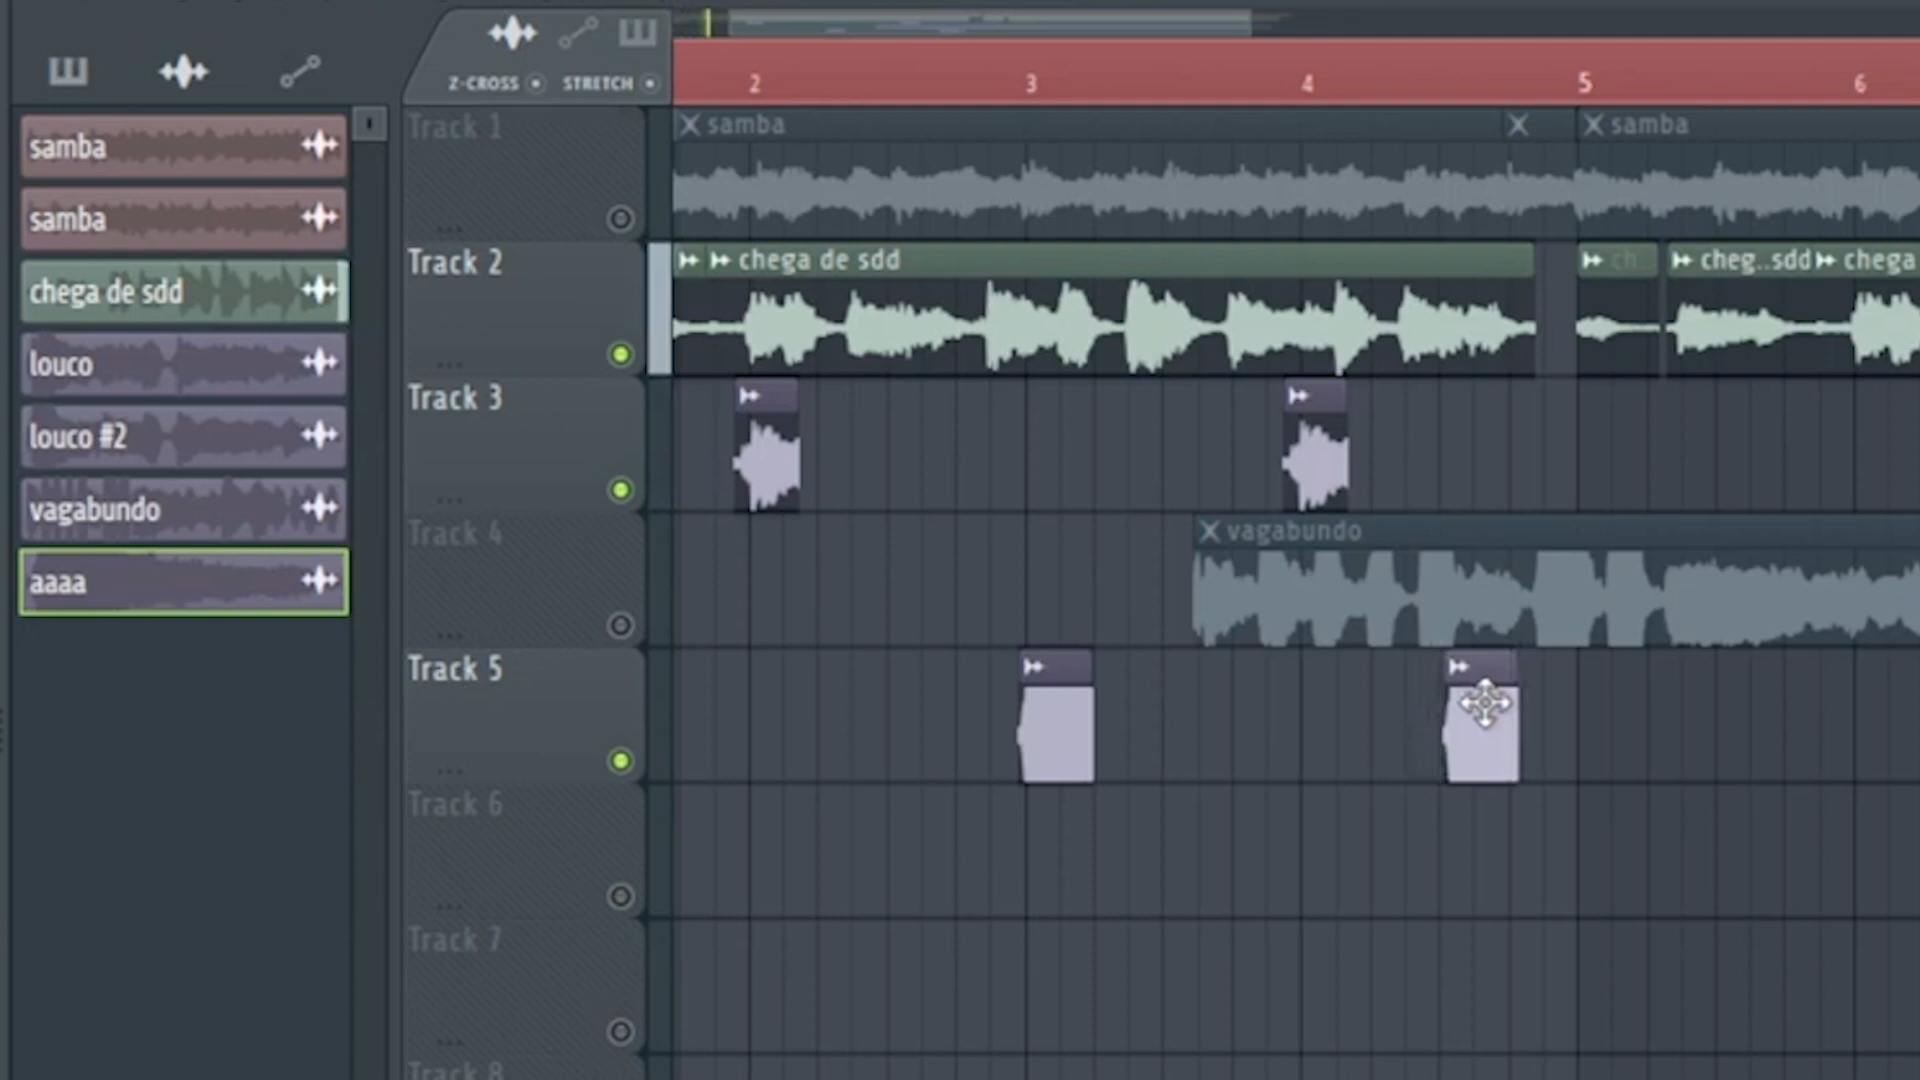 Z-CROSS STRETCH
2 3 4 5 6
samba
samba
chega de sdd
louco
louco #2
vagabundo
aaaa
Track 1
samba samba
Track 2
chega de sdd ch cheg..sdd chega
Track 3
Track 4
vagabundo
Track 5
Track 6
Track 7
Track 8